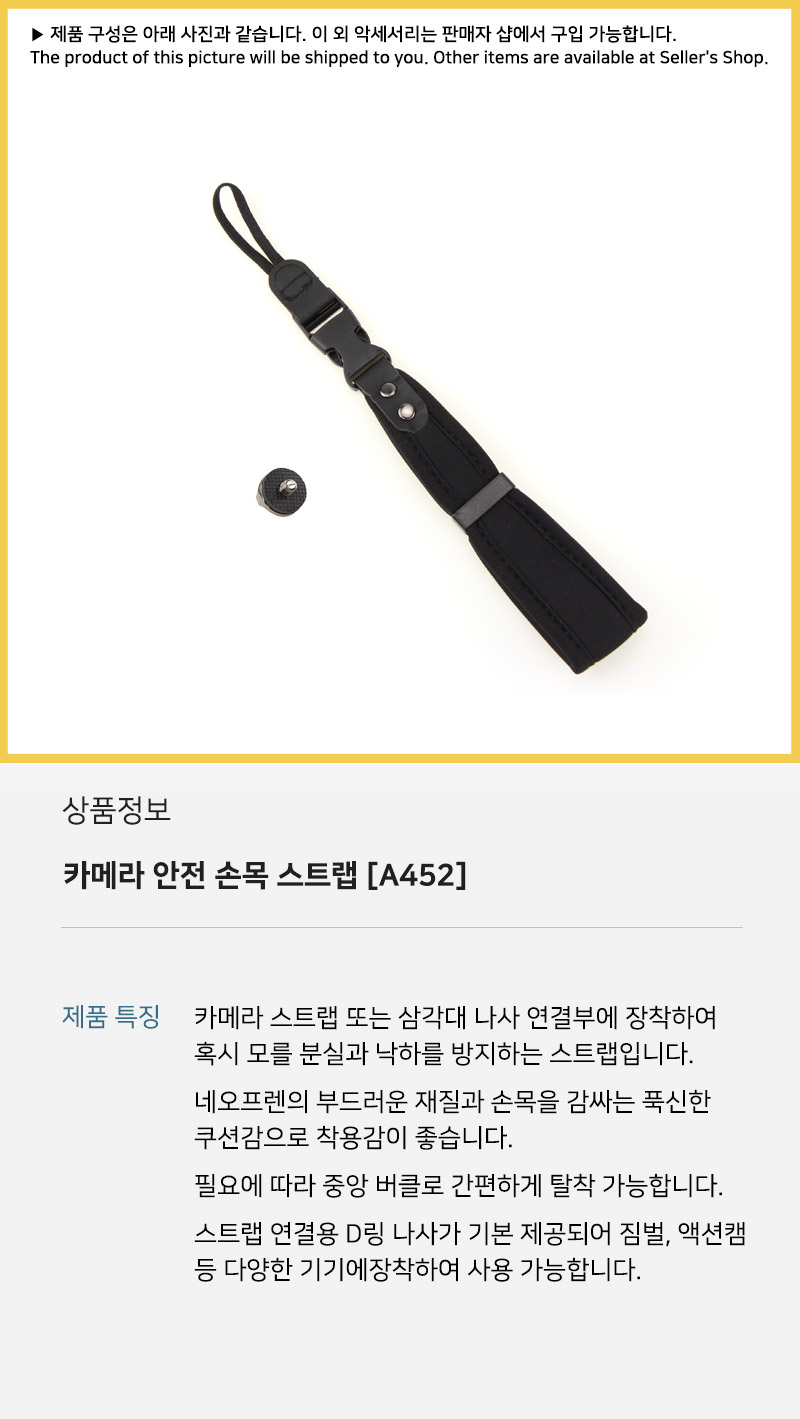 ▶ 제품 구성은 아래 사진과 같습니다. 이 외 악세서리는 판매자 샵에서 구입 가능합니다.
The product of this picture will be shipped to you. Other items are available at Seller's Shop.
상품정보
카메라 안전 손목 스트랩 [A452]
제품 특징
카메라 스트랩 또는 삼각대 나사 연결부에 장착하여
혹시 모를 분실과 낙하를 방지하는 스트랩입니다.
네오프렌의 부드러운 재질과 손목을 감싸는 푹신한
쿠션감으로 착용감이 좋습니다.
필요에 따라 중앙 버클로 간편하게 탈착 가능합니다.
스트랩 연결용 D링 나사가 기본 제공되어 짐벌, 액션캠
등 다양한 기기에장착하여 사용 가능합니다.